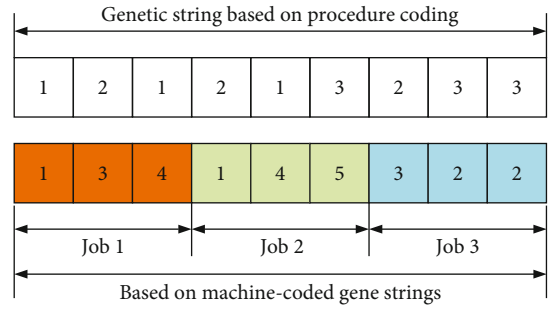 Genetic string based on procedure coding
1 2 1 2 1 3 2 3 3
1 3 4 1 4 5 3 2 2
Job 1 Job 2 Job 3
Based on machine-coded gene strings